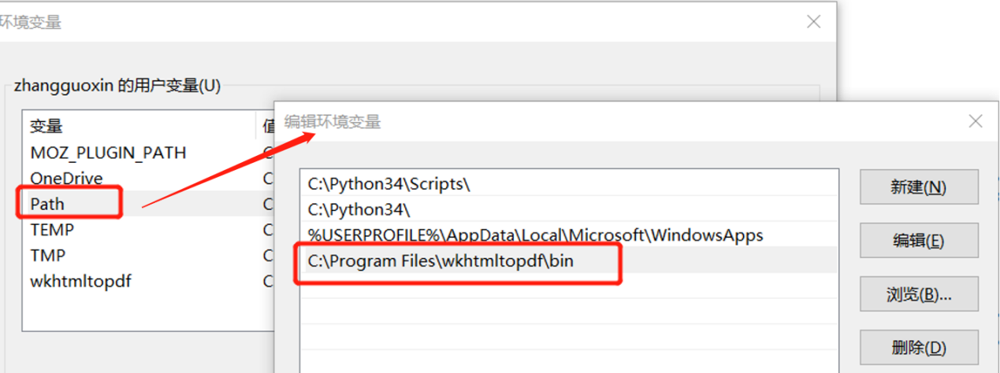 环境变量
zhangguoxin 的用户变量(U)
变量
值
MOZ_PLUGIN_PATH
C
OneDrive
C
Path
C
TEMP
C
TMP
C
wkhtmltopdf
C
编辑环境变量
C:\Python34\Scripts\
C:\Python34\
%USERPROFILE%\AppData\Local\Microsoft\WindowsApps
C:\Program Files\wkhtmltopdf\bin
新建(N)
编辑(E)
浏览(B)...
删除(D)